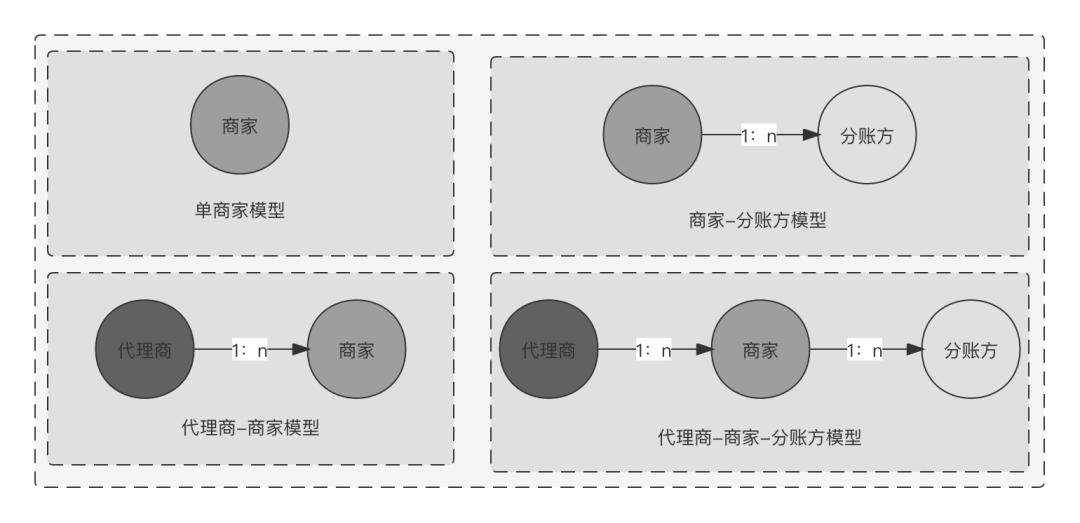 商家
单商家模型
商家
1: n
分账方
商家-分账方模型
代理商
1: n
商家
代理商-商家模型
代理商
1: n
商家
1: n
分账方
代理商-商家-分账方模型